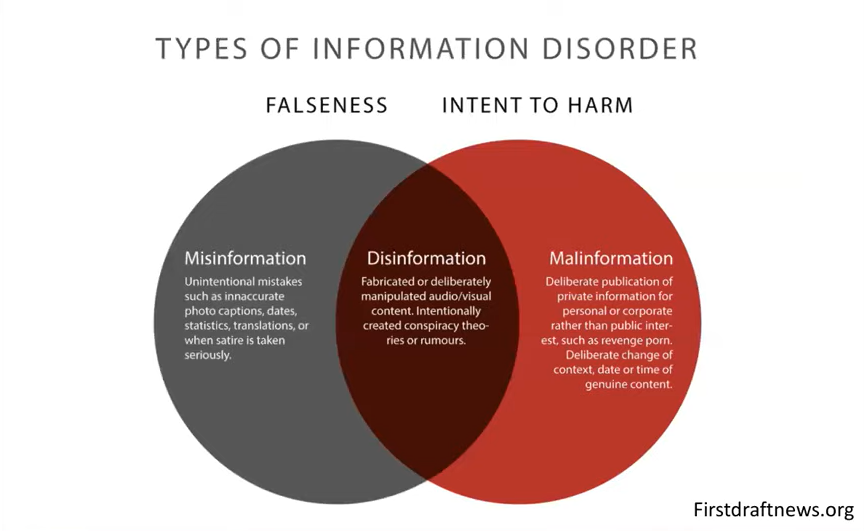 TYPES OF INFORMATION DISORDER
FALSENESS
INTENT TO HARM
Misinformation
Unintentional mistakes
such as innaccurate
photo captions, dates,
statistics, translations, or
when satire is taken
seriously.
Disinformation
Fabricated or deliberately
manipulated audio/visual
content. Intentionally
created conspiracy theo-
ries or rumours.
Malinformation
Deliberate publication of
private information for
personal or corporate
rather than public inter-
est, such as revenge porn.
Deliberate change of
context, date or time of
genuine content.
Firstdraftnews.org